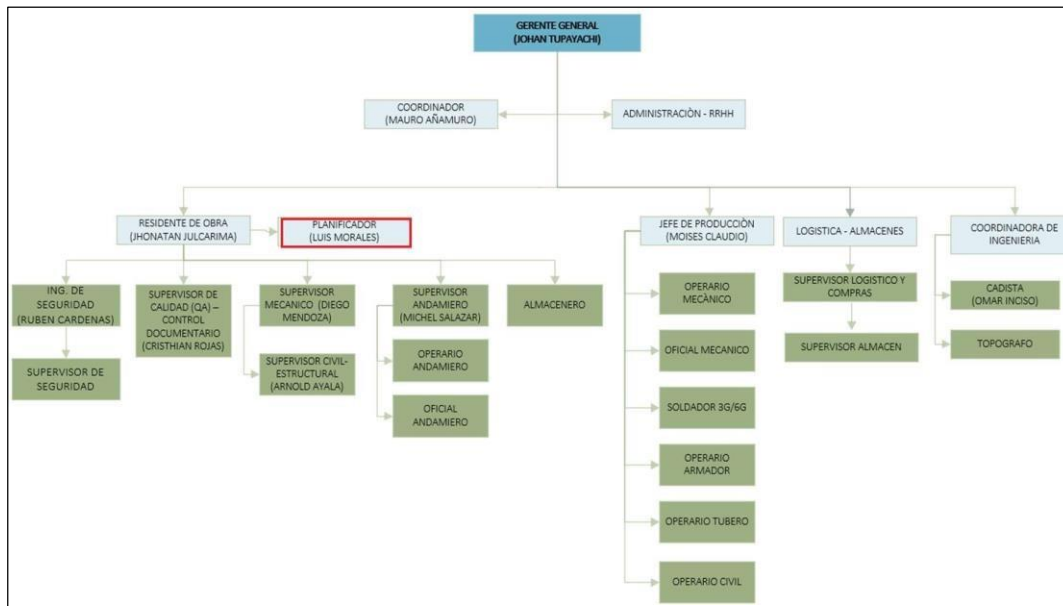 GERENTE GENERAL
(JOHAN TUPAYACHI)
COORDINADOR
(MAURO AÑAMURO)
ADMINISTRACIÒN - RRHH
RESIDENTE DE OBRA
(JHONATAN JULCARIMA)
PLANIFICADOR
(LUIS MORALES)
JEFE DE PRODUCCIÒN
(MOISES CLAUDIO)
LOGISTICA - ALMACENES
COORDINADORA DE
INGENIERIA
ING. DE
SEGURIDAD
(RUBEN CARDENAS)
SUPERVISOR DE
SEGURIDAD
SUPERVISOR DE
CALIDAD (QA) –
CONTROL
DOCUMENTARIO
(CRISTHIAN ROJAS)
SUPERVISOR
MECANICO (DIEGO
MENDOZA)
SUPERVISOR CIVIL-
ESTRUCTURAL
(ARNOLD AYALA)
SUPERVISOR
ANDAMIERO
(MICHEL SALAZAR)
OPERARIO
ANDAMIERO
OFICIAL
ANDAMIERO
ALMACENERO
OPERARIO
MECÀNICO
OFICIAL MECANICO
SOLDADOR 3G/6G
OPERARIO
ARMADOR
OPERARIO TUBERO
OPERARIO CIVIL
SUPERVISOR LOGISTICO Y
COMPRAS
SUPERVISOR ALMACEN
CADISTA
(OMAR INCISO)
TOPOGRAFO